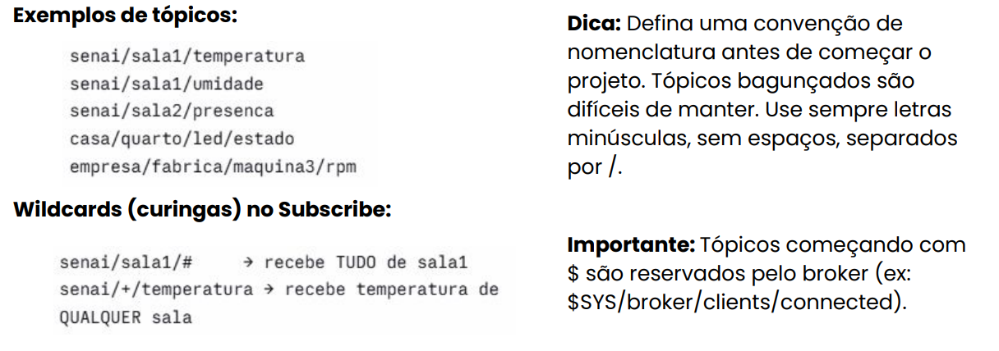 Exemplos de tópicos:
senai/sala1/temperatura
senai/sala1/umidade
senai/sala2/presenca
casa/quarto/led/estado
empresa/fabrica/maquina3/rpm
Wildcards (curingas) no Subscribe:
senai/sala1/# → recebe TUDO de sala1
senai/+/temperatura → recebe temperatura de
QUALQUER sala
Dica: Defina uma convenção de
nomenclatura antes de começar o
projeto. Tópicos bagunçados são
difíceis de manter. Use sempre letras
minúsculas, sem espaços, separados
por /.
Importante: Tópicos começando com
$ são reservados pelo broker (ex:
$SYS/broker/clients/connected).